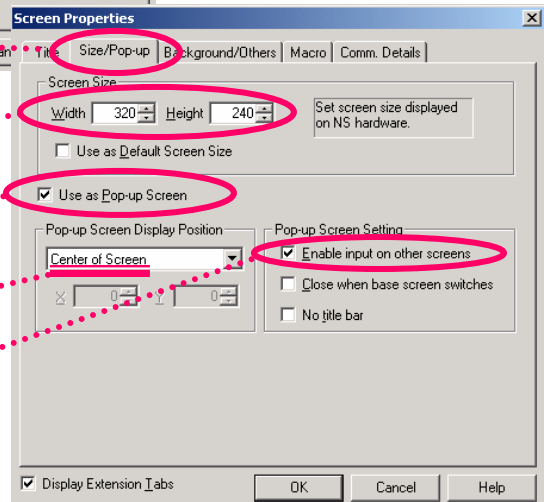 Screen Properties
Title Size/Pop-up Background/Others Macro Comm. Details
Screen Size
Width 320 Height 240
Set screen size displayed
on NS hardware.
Use as Default Screen Size
Use as Pop-up Screen
Pop-up Screen Display Position
Center of Screen
X 0 Y 0
Pop-up Screen Setting
Enable input on other screens
Close when base screen switches
No title bar
Display Extension Tabs
OK Cancel Help